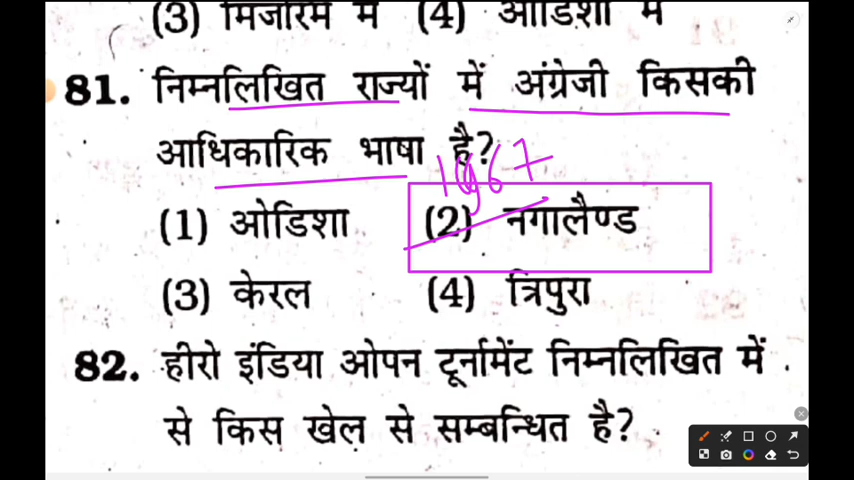 (3) मिजोरम में (4) ओडिशा में
81. निम्नलिखित राज्यों में अंग्रेजी किसकी
आधिकारिक भाषा है?
1967
(1) ओडिशा (2) नगालैण्ड
(3) केरल (4) त्रिपुरा
82. हीरो इंडिया ओपन टूर्नामेंट निम्नलिखित में
से किस खेल से सम्बन्धित है?